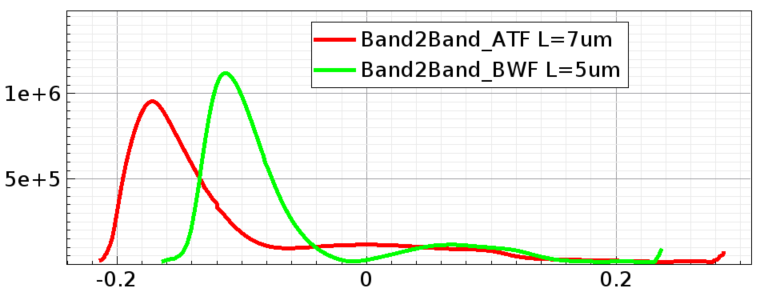 Band2Band_ATF L=7um
Band2Band_BWF L=5um
1e+6
5e+5
-0.2 0 0.2